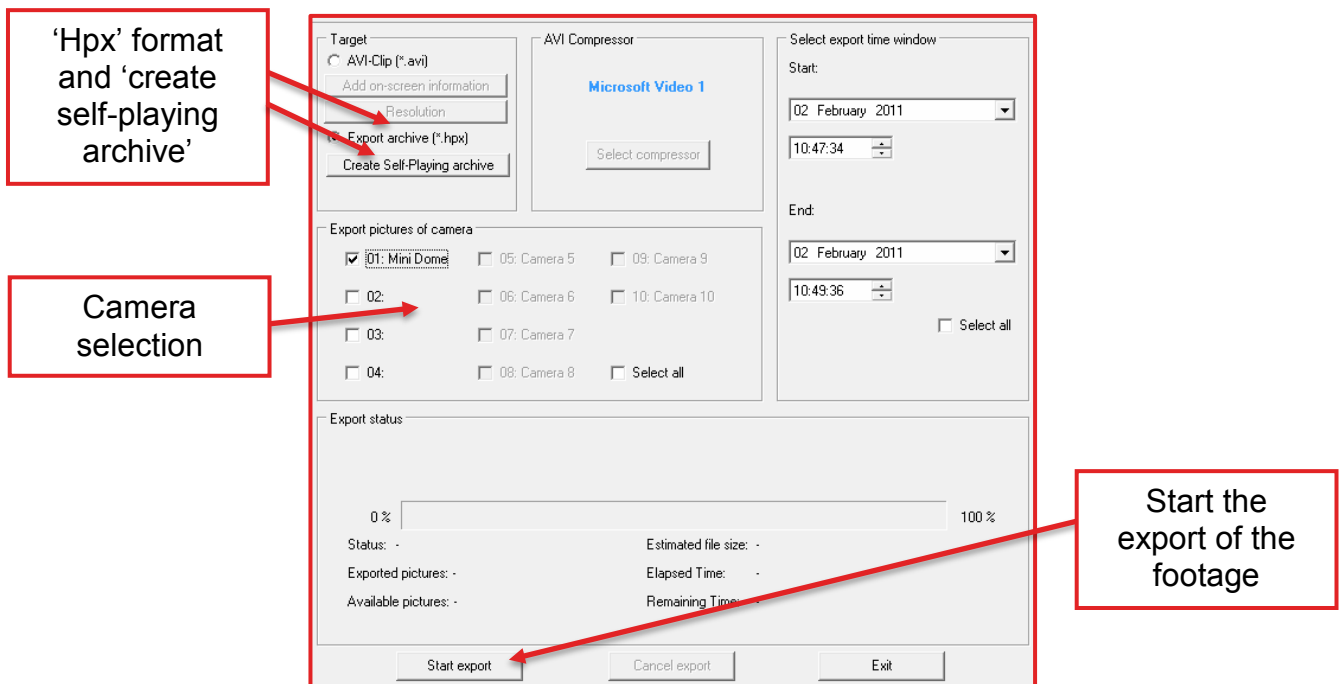 ‘Hpx’ format
and ‘create
self-playing
archive’
Camera
selection
Start the
export of the
footage
Target
AVI-Clip (*.avi)
Add on-screen information
Resolution
Export archive (*.hpx)
Create Self-Playing archive
AVI Compressor
Microsoft Video 1
Select compressor
Select export time window
Start:
02 February 2011
10:47:34
End:
02 February 2011
10:49:36
Select all
Export pictures of camera
01: Mini Dome
05: Camera 5
09: Camera 9
02:
06: Camera 6
10: Camera 10
03:
07: Camera 7
04:
08: Camera 8
Select all
Export status
0 %
100 %
Status: -
Estimated file size: -
Exported pictures: -
Elapsed Time: -
Available pictures: -
Remaining Time: -
Start export
Cancel export
Exit